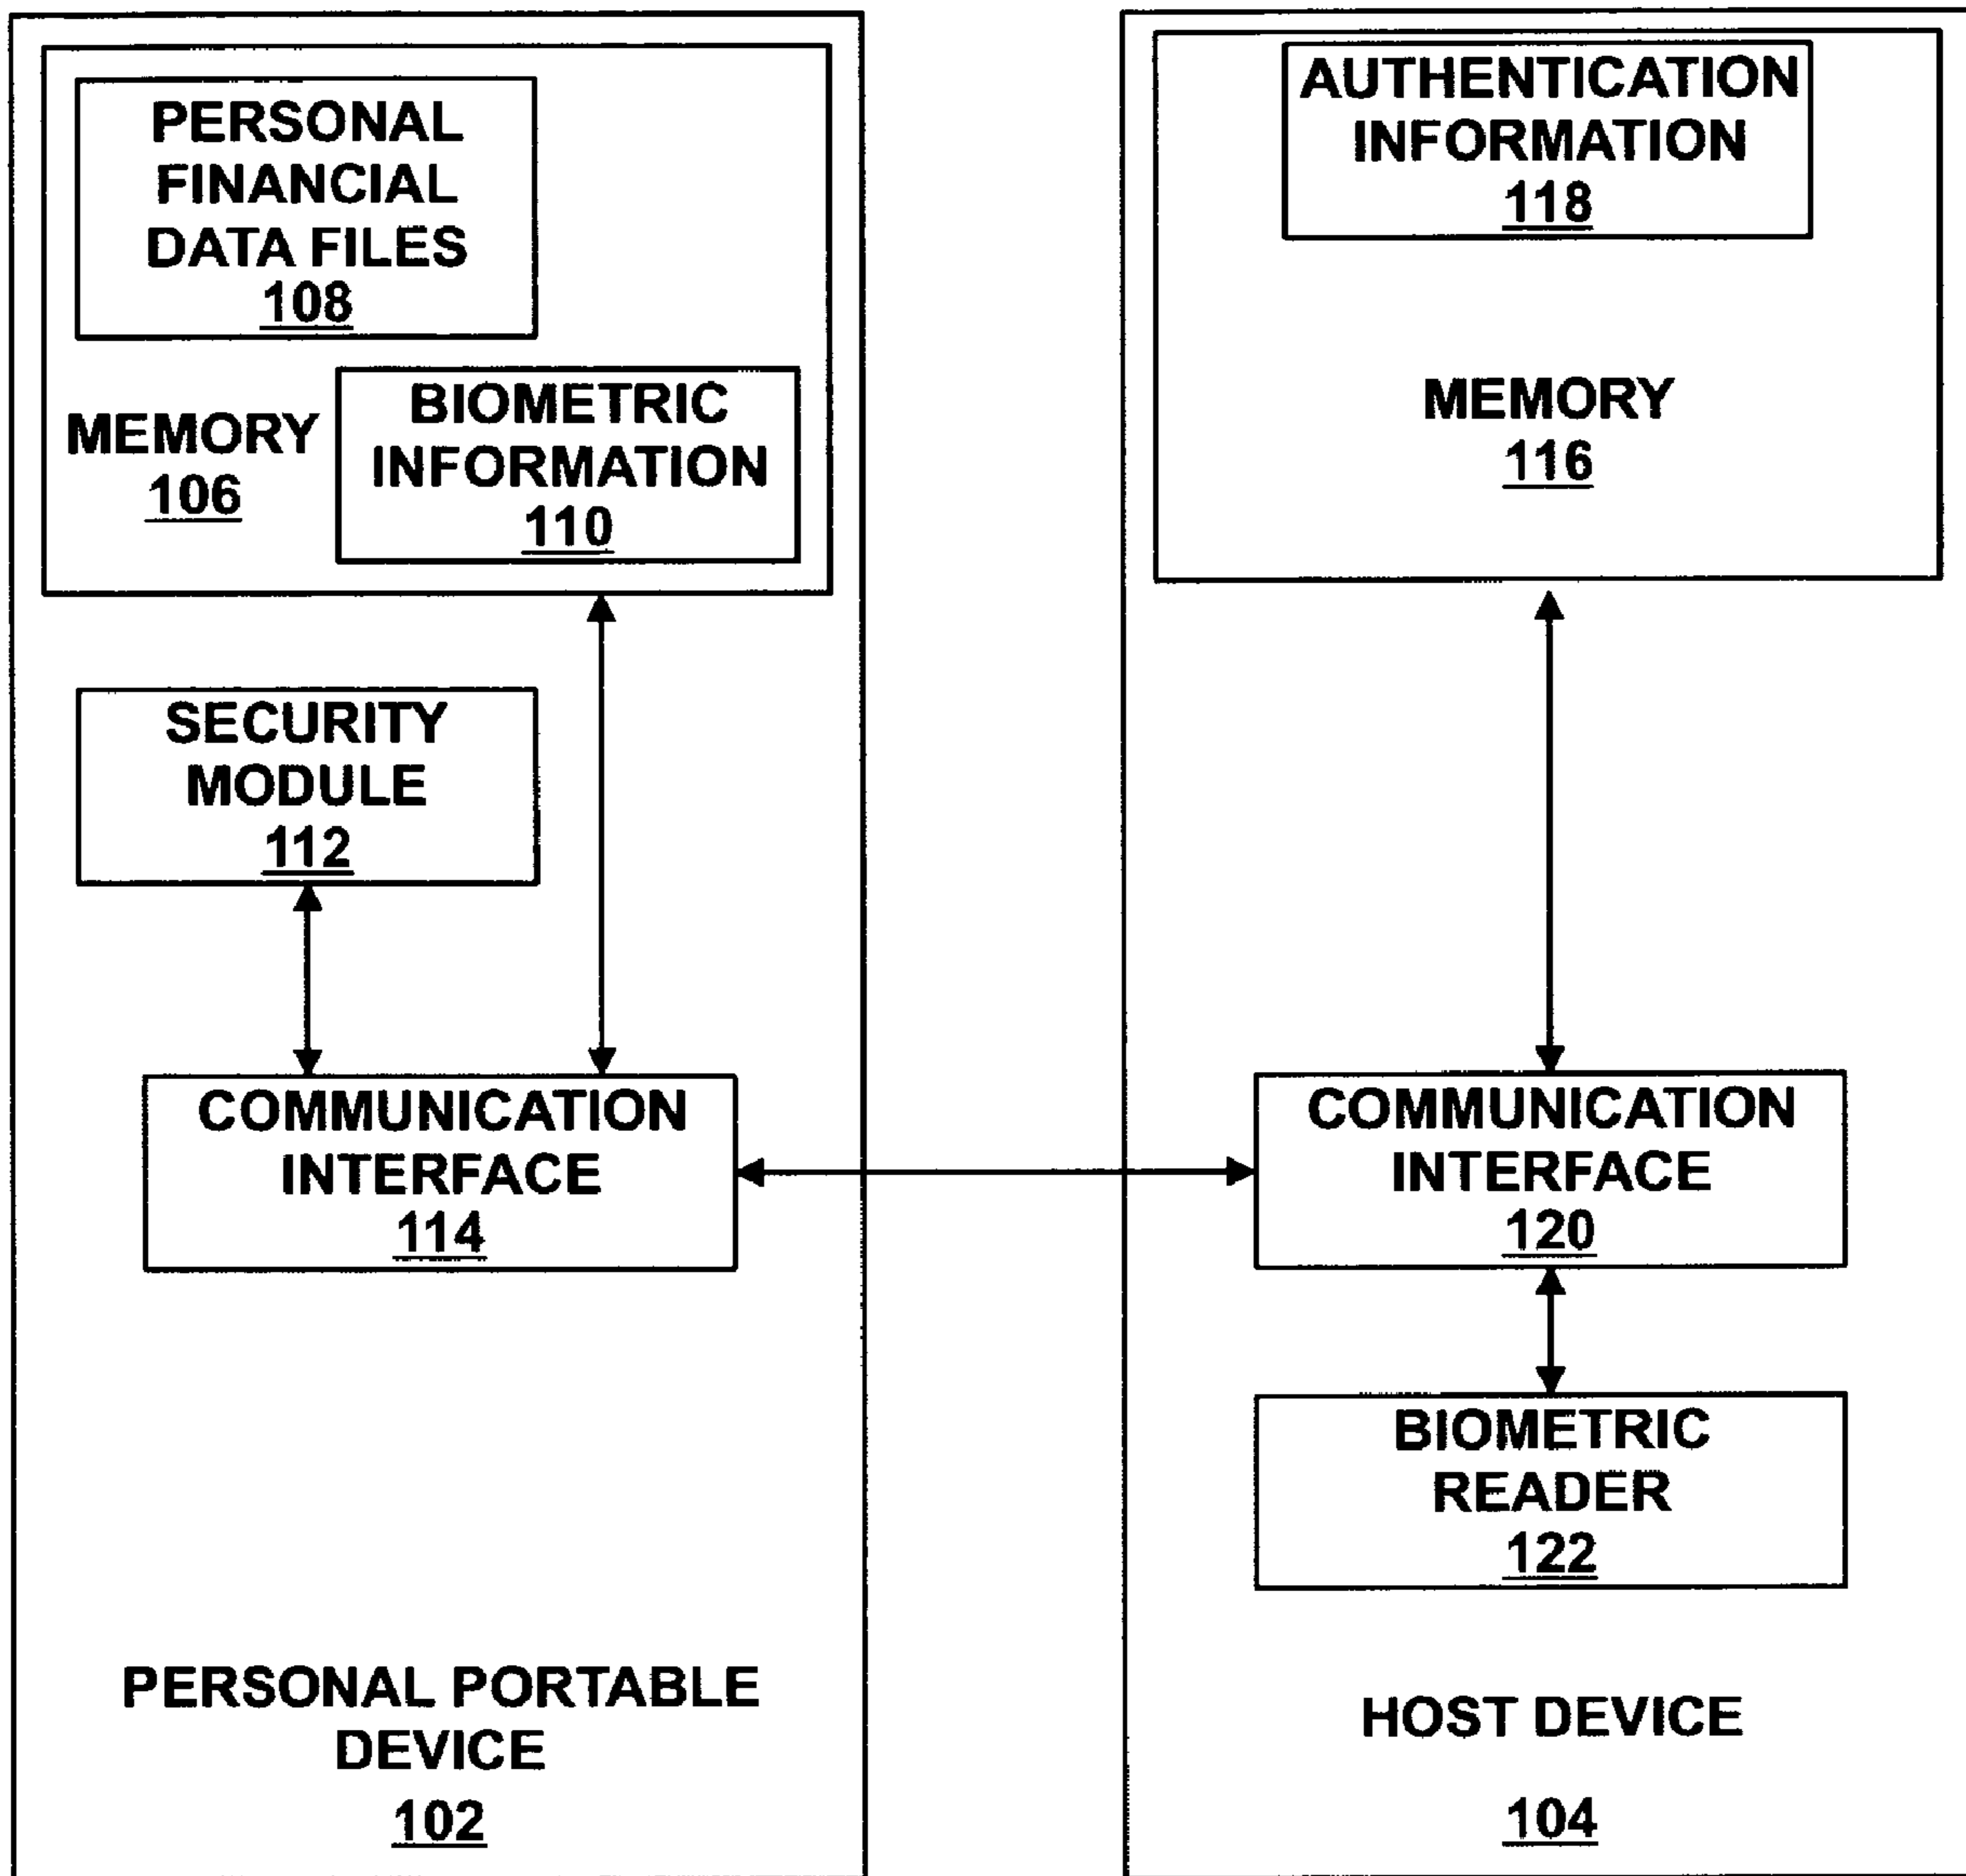 PERSONAL
FINANCIAL
DATA FILES
108
MEMORY
106
BIOMETRIC
INFORMATION
110
SECURITY
MODULE
112
COMMUNICATION
INTERFACE
114
PERSONAL PORTABLE
DEVICE
102
AUTHENTICATION
INFORMATION
118
MEMORY
116
COMMUNICATION
INTERFACE
120
BIOMETRIC
READER
122
HOST DEVICE
104